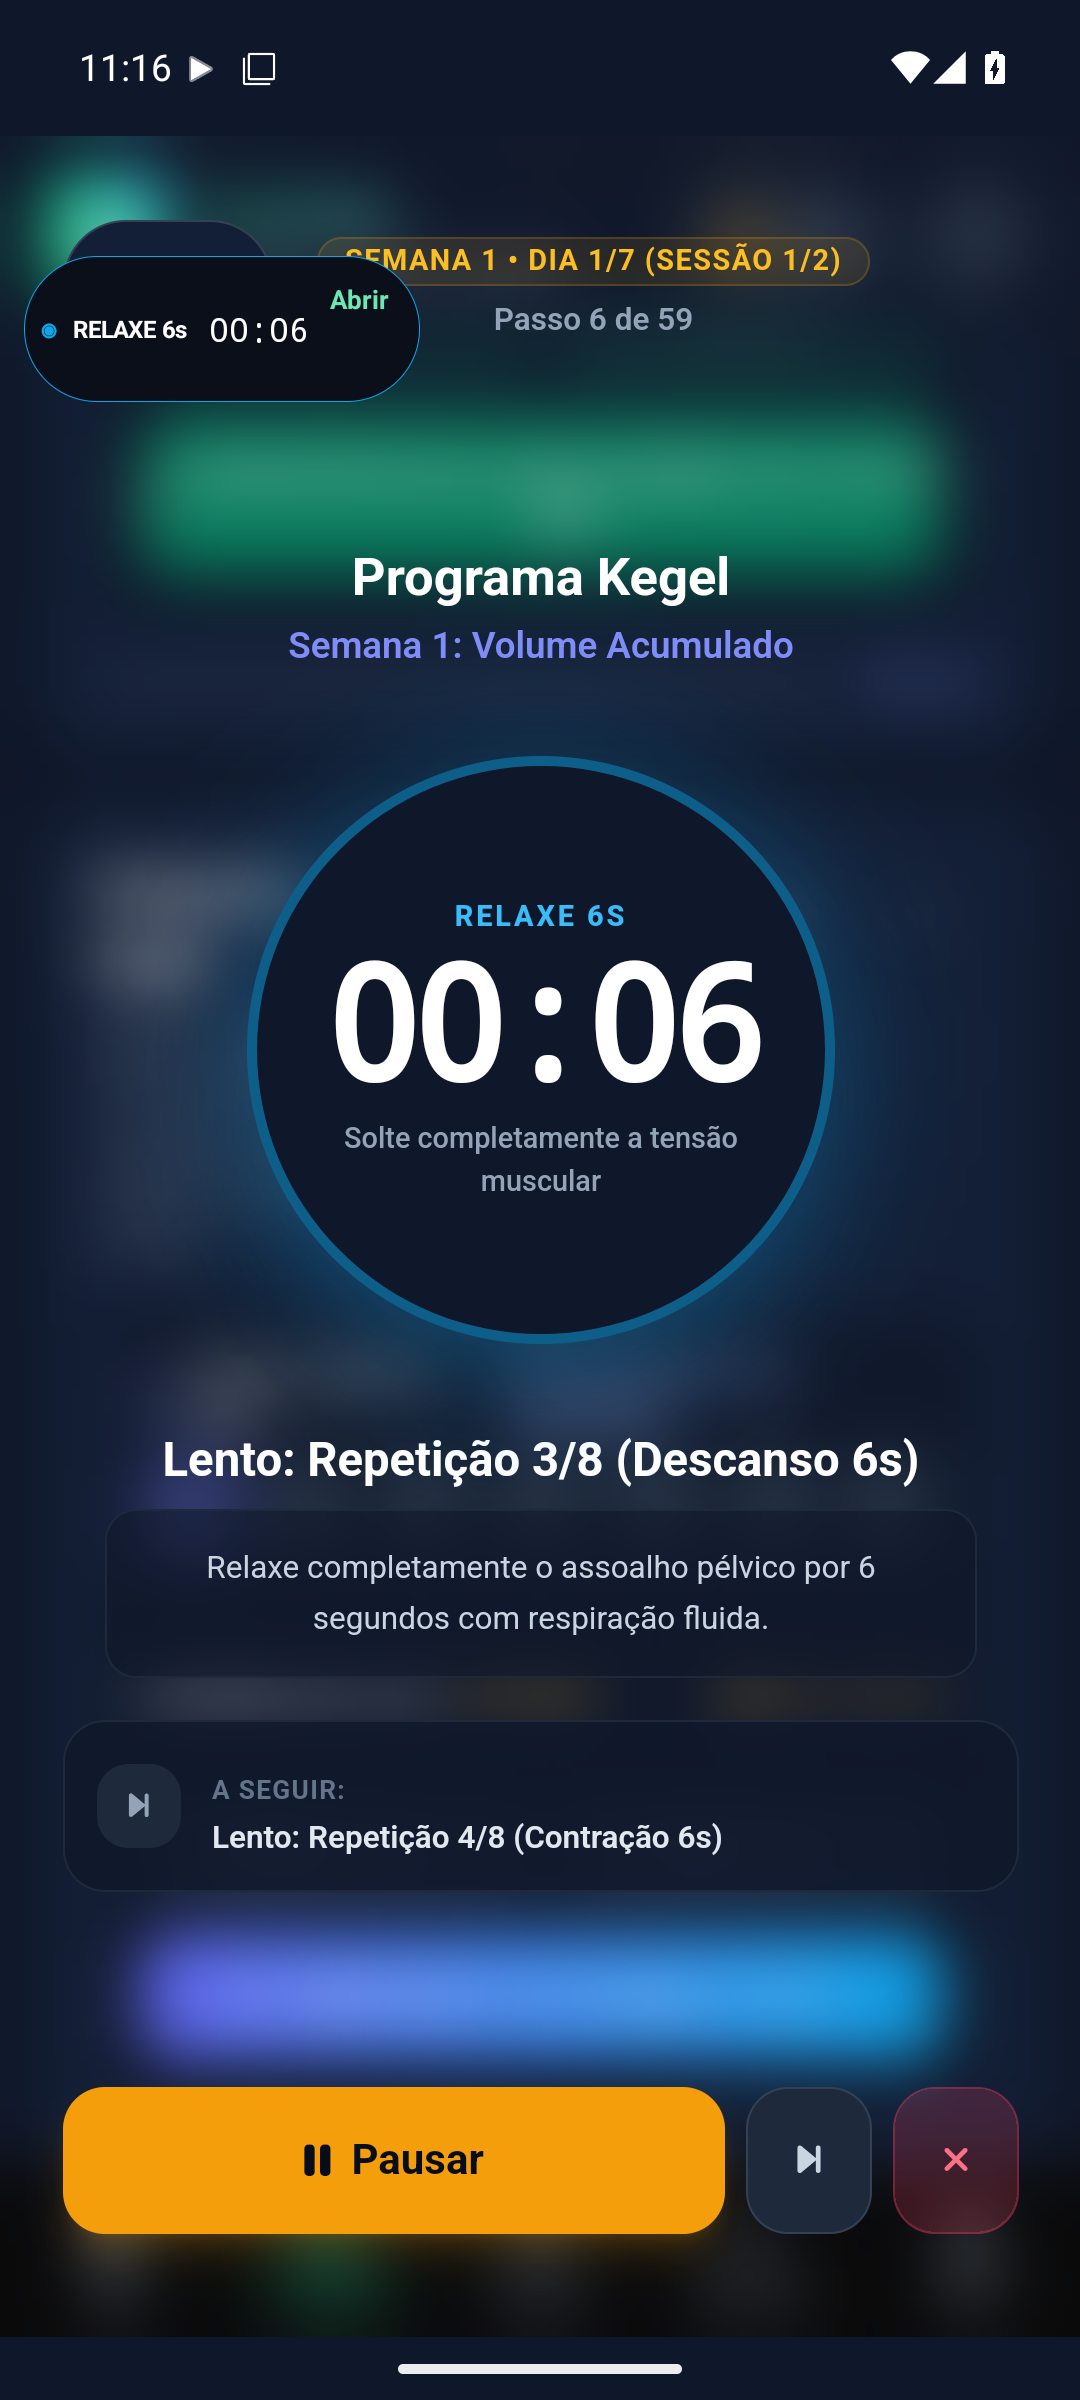 11:16
SEMANA 1 • DIA 1/7 (SESSÃO 1/2)
Passo 6 de 59
RELAXE 6s 00:06 Abrir
Programa Kegel
Semana 1: Volume Acumulado
RELAXE 6S
00:06
Solte completamente a tensão
muscular
Lento: Repetição 3/8 (Descanso 6s)
Relaxe completamente o assoalho pélvico por 6
segundos com respiração fluida.
A SEGUIR:
Lento: Repetição 4/8 (Contração 6s)
Pausar